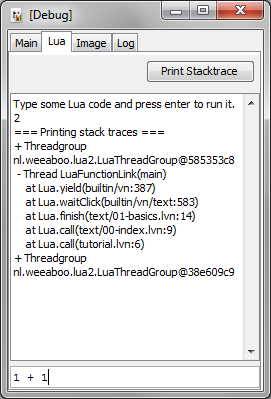 [Debug]
Main Lua Image Log
Print Stacktrace
Type some Lua code and press enter to run it.
2
=== Printing stack traces ===
+ Threadgroup
nl.weeaboo.lua2.LuaThreadGroup@585353c8
- Thread LuaFunctionLink(main)
at Lua.yield(builtin/vn:387)
at Lua.waitClick(builtin/vn/text:583)
at Lua.finish(text/01-basics.lvn:14)
at Lua.call(text/00-index.lvn:9)
at Lua.call(tutorial.lvn:6)
+ Threadgroup
nl.weeaboo.lua2.LuaThreadGroup@38e609c9
1 + 1